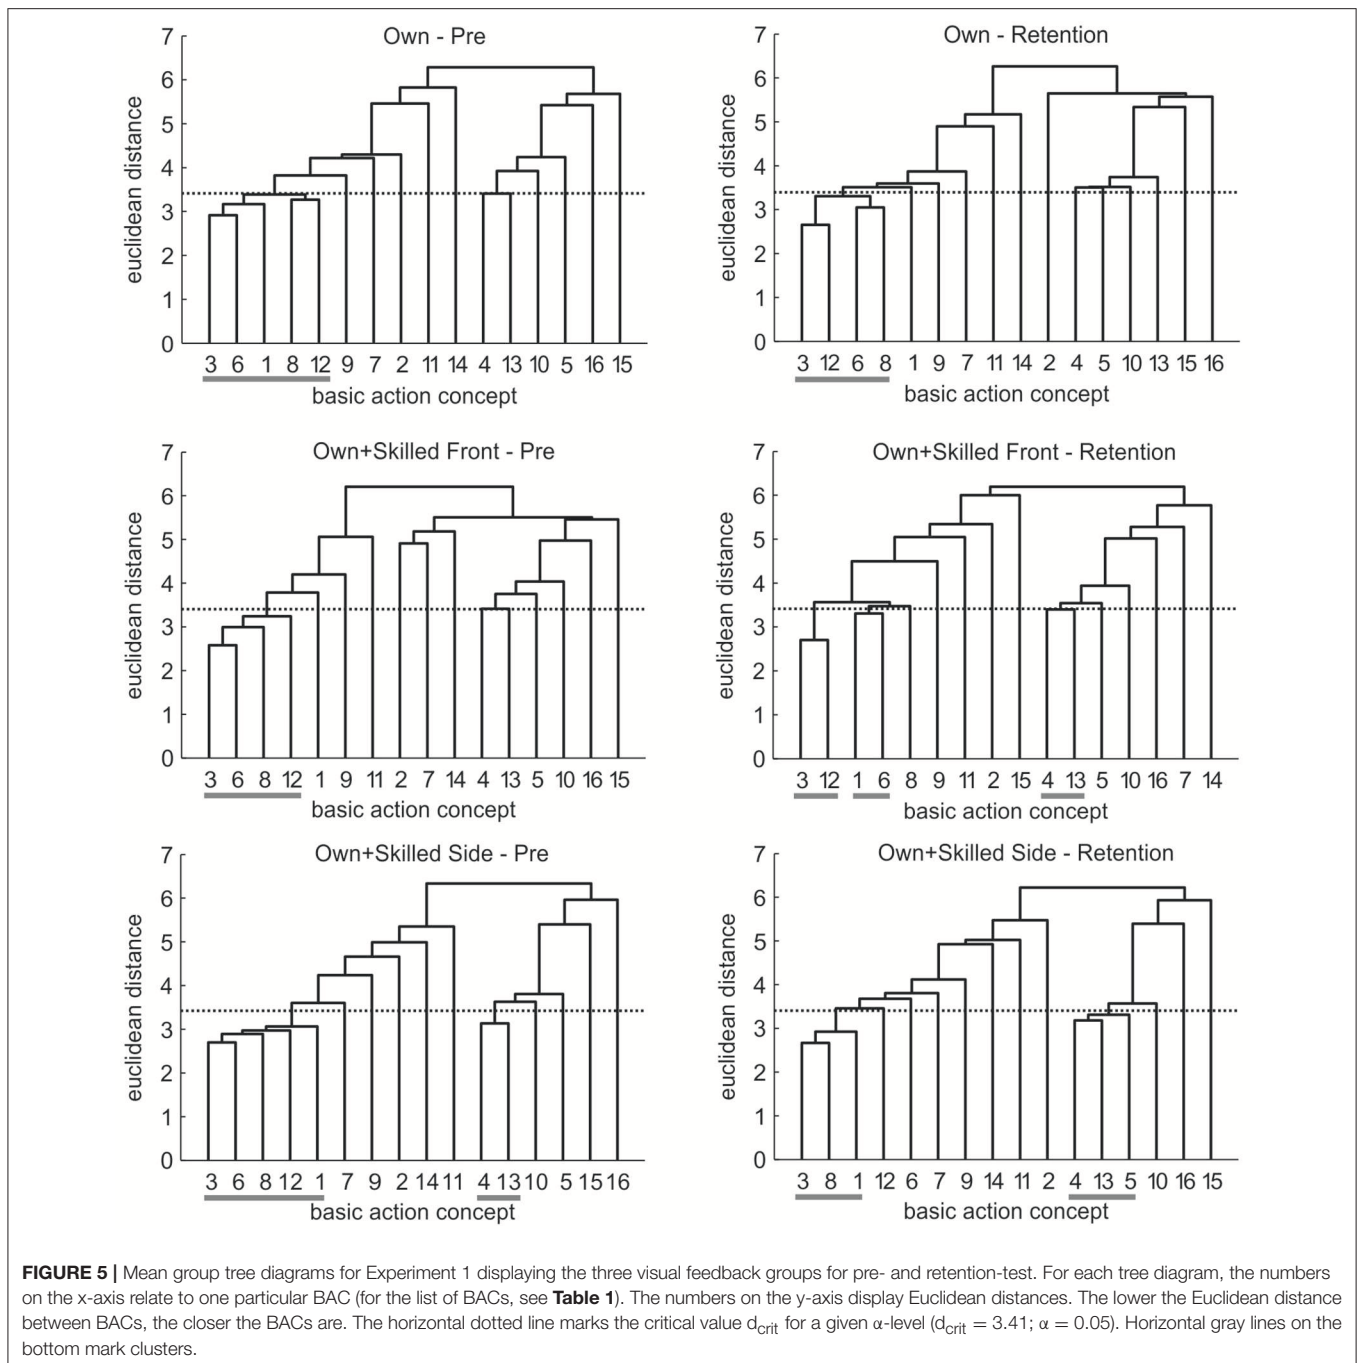 Own - Pre
7
6
5
4
3
2
1
0
euclidean distance
3 6 1 8 12 9 7 2 11 14 4 13 10 5 16 15
basic action concept
Own - Retention
7
6
5
4
3
2
1
0
euclidean distance
3 12 6 8 1 9 7 11 14 2 4 5 10 13 15 16
basic action concept
Own+Skilled Front - Pre
7
6
5
4
3
2
1
0
euclidean distance
3 6 8 12 1 9 11 2 7 14 4 13 5 10 16 15
basic action concept
Own+Skilled Front - Retention
7
6
5
4
3
2
1
0
euclidean distance
3 12 1 6 8 9 11 2 15 4 13 5 10 16 7 14
basic action concept
Own+Skilled Side - Pre
7
6
5
4
3
2
1
0
euclidean distance
3 6 8 12 1 7 9 2 14 11 4 13 10 5 15 16
basic action concept
Own+Skilled Side - Retention
7
6
5
4
3
2
1
0
euclidean distance
3 8 1 12 6 7 9 14 11 2 4 13 5 10 16 15
basic action concept
FIGURE 5 | Mean group tree diagrams for Experiment 1 displaying the three visual feedback groups for pre- and retention-test. For each tree diagram, the numbers
on the x-axis relate to one particular BAC (for the list of BACs, see Table 1). The numbers on the y-axis display Euclidean distances. The lower the Euclidean distance
between BACs, the closer the BACs are. The horizontal dotted line marks the critical value dcrit for a given α-level (dcrit = 3.41; α = 0.05). Horizontal gray lines on the
bottom mark clusters.